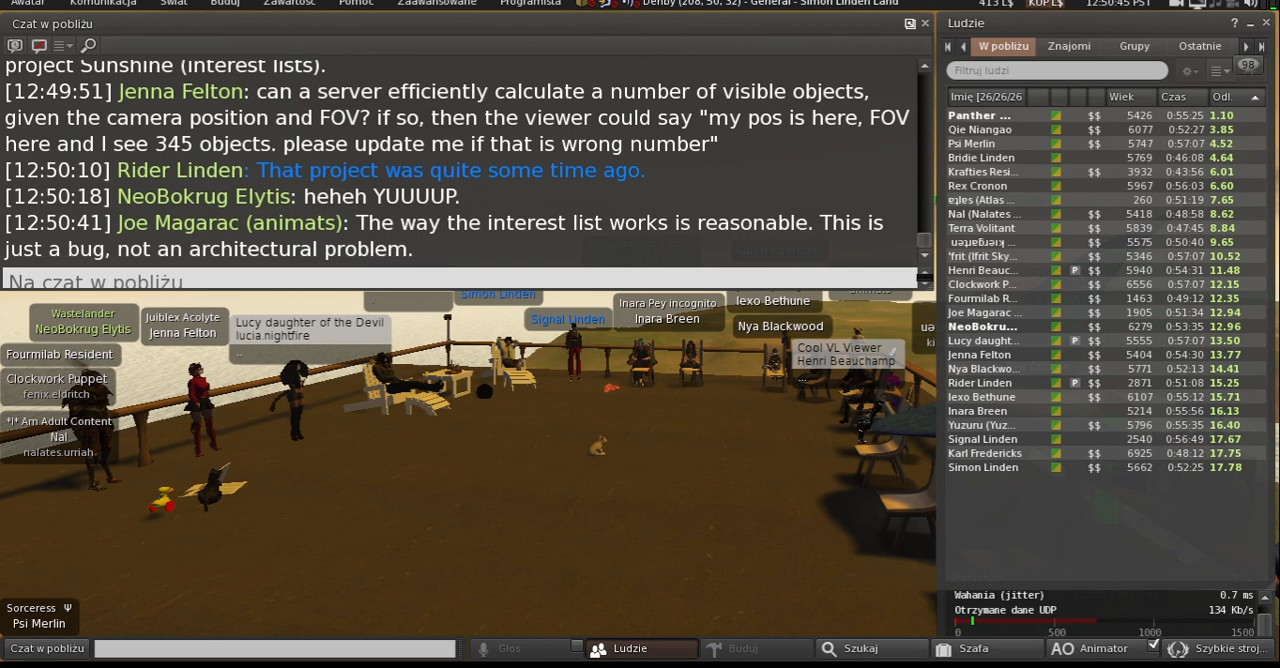 Awatar Komunikacja Świat Buduj Zawartość Pomoc Zaawansowane Programista Denby (208, 50, 32) - General - Simon Linden Land 413 L$ KUP L$ 12:50:45 PST
Czat w pobliżu
project Sunshine (interest lists).
[12:49:51] Jenna Felton: can a server efficiently calculate a number of visible objects,
given the camera position and FOV? if so, then the viewer could say "my pos is here, FOV
here and I see 345 objects. please update me if that is wrong number"
[12:50:10] Rider Linden: That project was quite some time ago.
[12:50:18] NeoBokrug Elytis: heheh YUUUUP.
[12:50:41] Joe Magarac (animats): The way the interest list works is reasonable. This is
just a bug, not an architectural problem.
Na czat w pobliżu
Simon Linden
Wastelander
NeoBokrug Elytis
Juiblex Acolyte
Jenna Felton
Lucy daughter of the Devil
lucia.nightfire
..
Signal Linden
Inara Pey incognito
Inara Breen
Iexo Bethune
Nya Blackwood
Cool VL Viewer
Henri Beauchamp
Fourmilab Resident
Clockwork Puppet
fenix.eldritch
*I* Am Adult Content
Nal
nalates.urriah
Sorceress Ψ
Psi Merlin
Ludzie
W pobliżu Znajomi Grupy Ostatnie
Filtruj ludzi
98
Imię [26/26/26 Wiek Czas Odl.
Panther ... 5426 0:55:25 1.10
Qie Niangao $$ 6077 0:52:27 3.85
Psi Merlin $$ 5747 0:57:07 4.52
Bridie Linden 5769 0:46:08 4.64
Krafties Resi... $$ 3932 0:43:56 6.01
Rex Cronon 5967 0:56:03 6.60
(Atlas ... 260 0:51:19 7.65
Nal (Nalates ... $$ 5418 0:48:58 8.62
Terra Volitant $$ 5839 0:47:45 8.84
$$ 5575 0:50:40 9.65
'frit (Ifrit Sky... $$ 5346 0:57:07 10.52
Henri Beauc... P $$ 5940 0:54:31 11.48
Clockwork P... $$ 6556 0:57:07 12.15
Fourmilab R... $$ 1463 0:49:12 12.35
Joe Magarac ... $$ 1905 0:51:34 12.94
NeoBokru... $$ 6279 0:53:35 12.96
Lucy daught... P $$ 5555 0:57:07 13.50
Jenna Felton $$ 5404 0:54:30 13.77
Nya Blackwo... $$ 5771 0:52:13 14.41
Rider Linden P $$ 2871 0:51:08 15.25
Iexo Bethune $$ 6107 0:55:12 15.71
Inara Breen 5214 0:55:56 16.13
Yuzuru (Yuz... $$ 5796 0:55:35 16.40
Signal Linden 2540 0:56:49 17.67
Karl Fredericks $$ 6925 0:48:12 17.75
Simon Linden $$ 5662 0:52:25 17.78
Wahania (jitter) 0.7 ms
Otrzymane dane UDP 134 Kb/s
0 500 1000 1500
Czat w pobliżu Głos Ludzie Buduj Szukaj Szafa AO Animator Szybkie stroj...